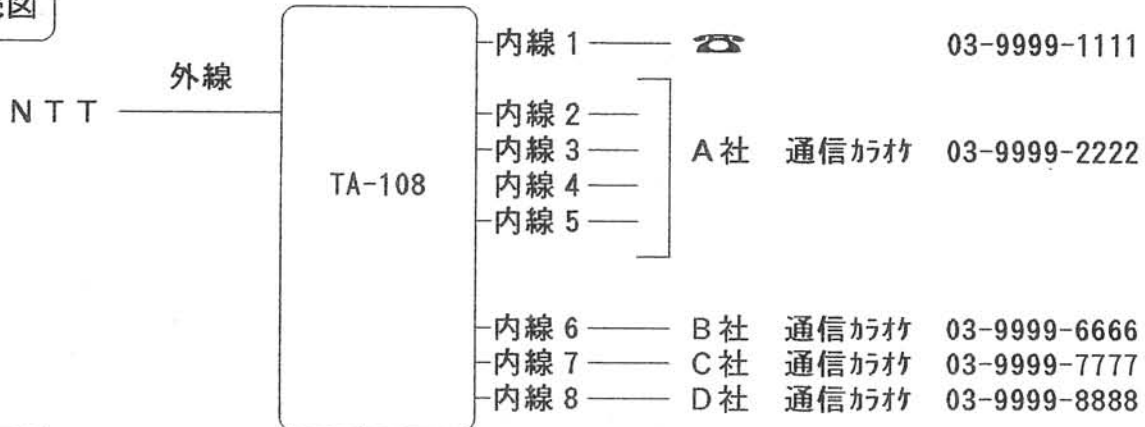 図
内線1 ☎ 03-9999-1111
外線
NTT
内線2
内線3 A社 通信ｶﾗｵｹ 03-9999-2222
TA-108
内線4
内線5
内線6 B社 通信ｶﾗｵｹ 03-9999-6666
内線7 C社 通信ｶﾗｵｹ 03-9999-7777
内線8 D社 通信ｶﾗｵｹ 03-9999-8888